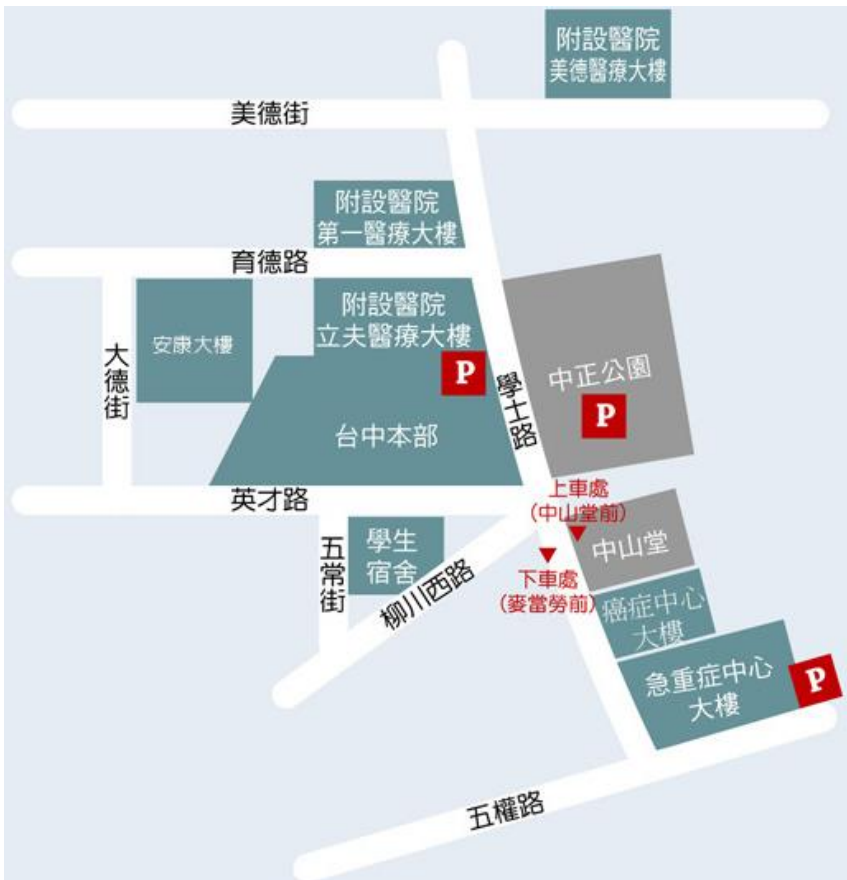 附設醫院
美德醫療大樓
美德街
附設醫院
第一醫療大樓
育德路
附設醫院
立夫醫療大樓
安康大樓
大德街
P
中正公園
P
學士路
台中本部
英才路
上車處
(中山堂前)
中山堂
五常街
學生
宿舍
柳川西路
下車處
(麥當勞前)
癌症中心
大樓
急重症中心
大樓
P
五權路